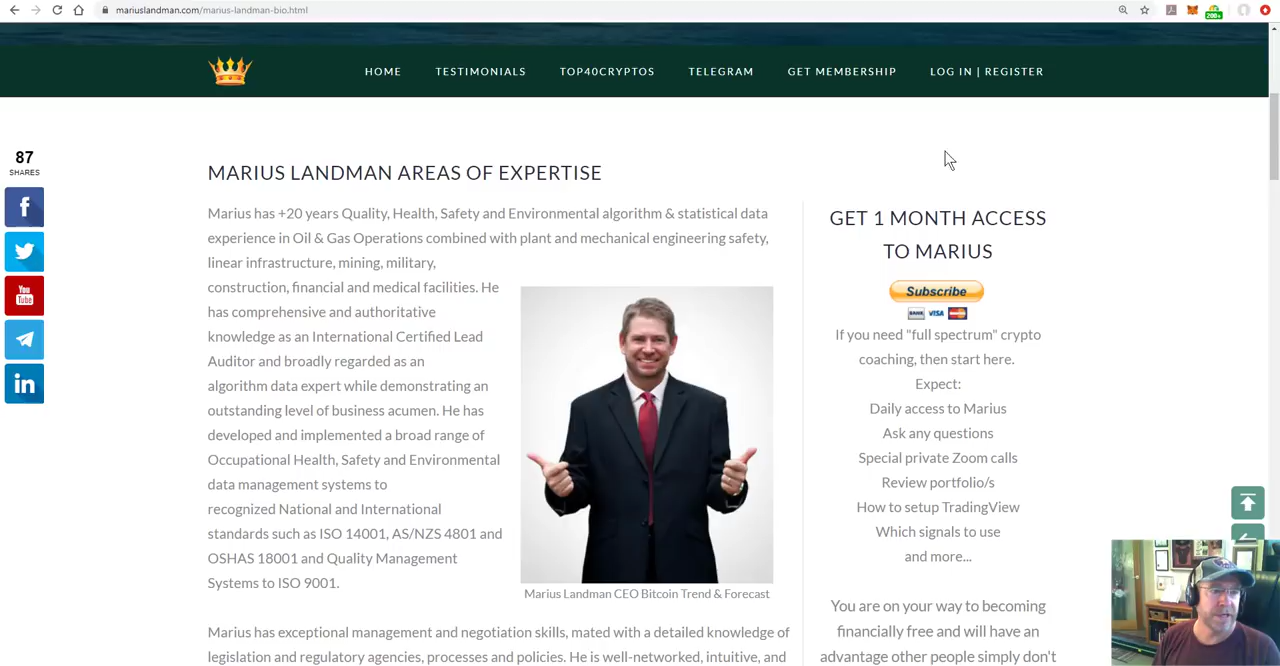 mariuslandman.com/marius-landman-bio.html
200+
HOME TESTIMONIALS TOP40CRYPTOS TELEGRAM GET MEMBERSHIP LOG IN | REGISTER
87
SHARES
MARIUS LANDMAN AREAS OF EXPERTISE
Marius has +20 years Quality, Health, Safety and Environmental algorithm & statistical data
experience in Oil & Gas Operations combined with plant and mechanical engineering safety,
linear infrastructure, mining, military,
construction, financial and medical facilities. He
has comprehensive and authoritative
knowledge as an International Certified Lead
Auditor and broadly regarded as an
algorithm data expert while demonstrating an
outstanding level of business acumen. He has
developed and implemented a broad range of
Occupational Health, Safety and Environmental
data management systems to
recognized National and International
standards such as ISO 14001, AS/NZS 4801 and
OSHAS 18001 and Quality Management
Systems to ISO 9001.
Marius Landman CEO Bitcoin Trend & Forecast
Marius has exceptional management and negotiation skills, mated with a detailed knowledge of
legislation and regulatory agencies, processes and policies. He is well-networked, intuitive, and
GET 1 MONTH ACCESS
TO MARIUS
Subscribe
BANK VISA
If you need "full spectrum" crypto
coaching, then start here.
Expect:
Daily access to Marius
Ask any questions
Special private Zoom calls
Review portfolio/s
How to setup TradingView
Which signals to use
and more...
You are on your way to becoming
financially free and will have an
advantage other people simply don't